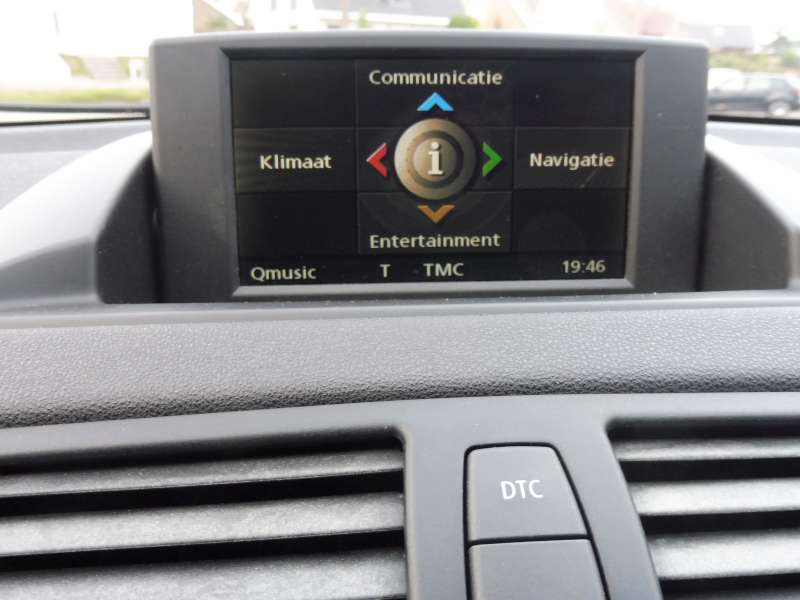 Communicatie
Klimaat
i
Navigatie
Entertainment
Qmusic T TMC 19:46
DTC